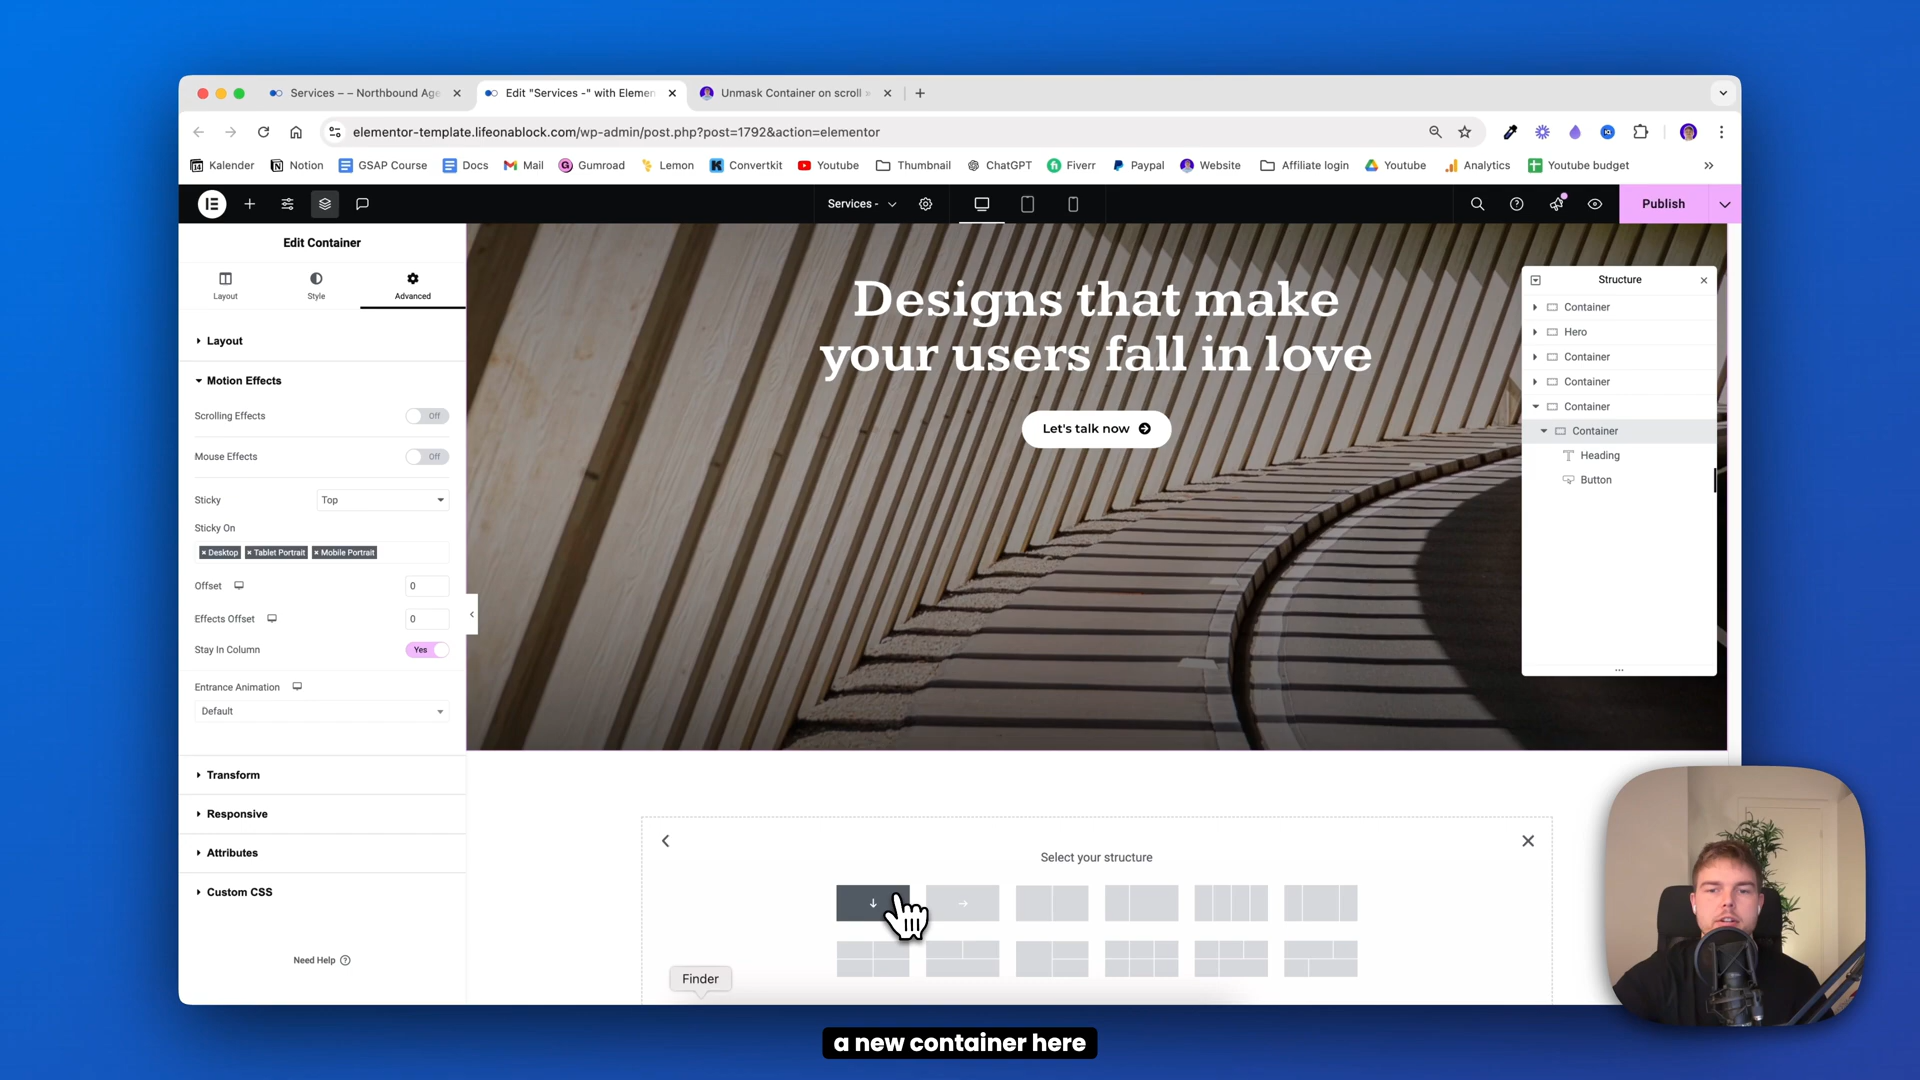 Services – – Northbound Age
Edit "Services -" with Elemen
Unmask Container on scroll
elementor-template.lifeonablock.com/wp-admin/post.php?post=1792&action=elementor
Kalender
Notion
GSAP Course
Docs
Mail
Gumroad
Lemon
Convertkit
Youtube
Thumbnail
ChatGPT
Fiverr
Paypal
Website
Affiliate login
Youtube
Analytics
Youtube budget
Services -
Publish
Edit Container
Layout
Style
Advanced
Layout
Motion Effects
Scrolling Effects
Off
Mouse Effects
Off
Sticky
Top
Sticky On
× Desktop × Tablet Portrait × Mobile Portrait
Offset
0
Effects Offset
0
Stay In Column
Yes
Entrance Animation
Default
Transform
Responsive
Attributes
Custom CSS
Need Help
Designs that make
your users fall in love
Let's talk now
Structure
Container
Hero
Container
Container
Container
Container
Heading
Button
Select your structure
Finder
a new container here